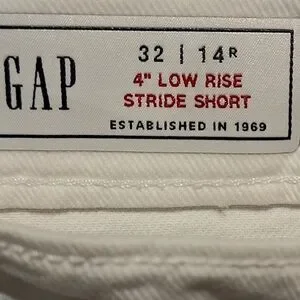 GAP
32 | 14R
4" LOW RISE
STRIDE SHORT
ESTABLISHED IN 1969